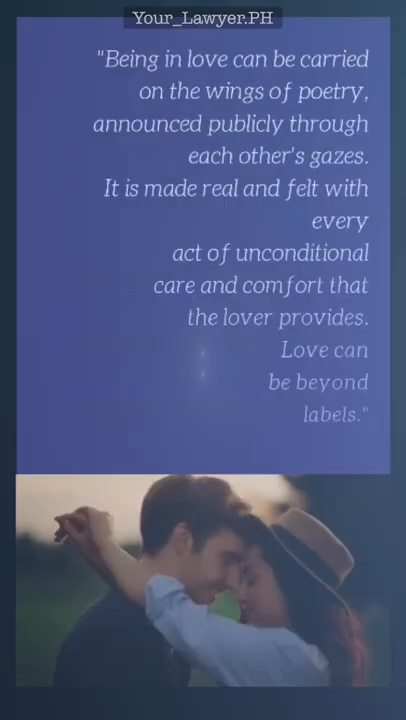 Your_Lawyer.PH
"Being in love can be carried
on the wings of poetry,
announced publicly through
each other's gazes.
It is made real and felt with
every
act of unconditional
care and comfort that
the lover provides.
Love can
be beyond
labels."